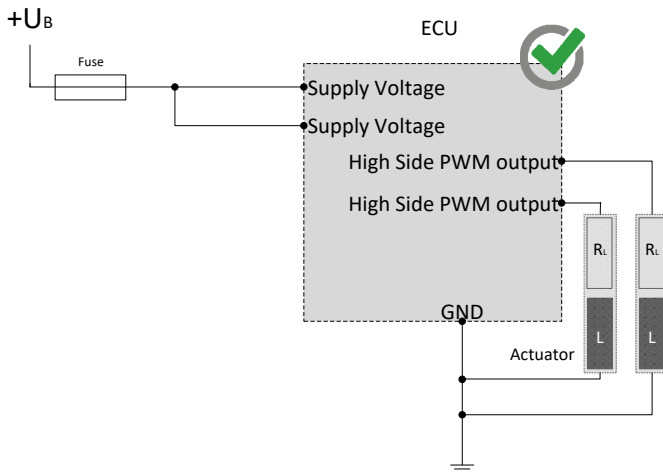 +UB
ECU
Fuse
Supply Voltage
Supply Voltage
High Side PWM output
High Side PWM output
RL
RL
GND
L
L
Actuator